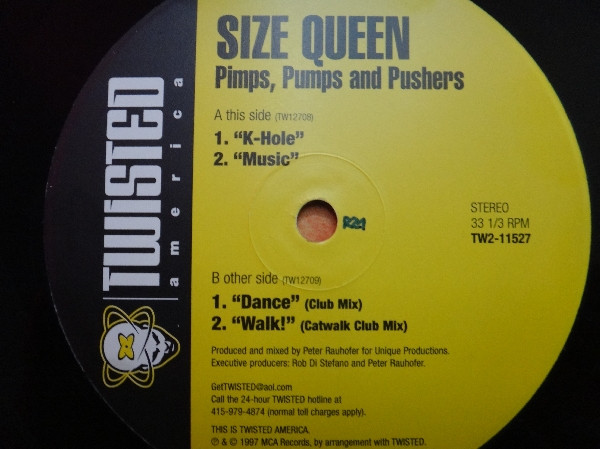 TWISTED
america
SIZE QUEEN
Pimps, Pumps and Pushers
A this side (TW12708)
1. “K-Hole”
2. “Music”
STEREO
33 1/3 RPM
TW2-11527
B other side (TW12709)
1. “Dance” (Club Mix)
2. “Walk!” (Catwalk Club Mix)
Produced and mixed by Peter Rauhofer for Unique Productions.
Executive producers: Rob Di Stefano and Peter Rauhofer.
GetTWISTED@aol.com
Call the 24-hour TWISTED hotline at
415-979-4874 (normal toll charges apply).
THIS IS TWISTED AMERICA.
℗ & © 1997 MCA Records, by arrangement with TWISTED.